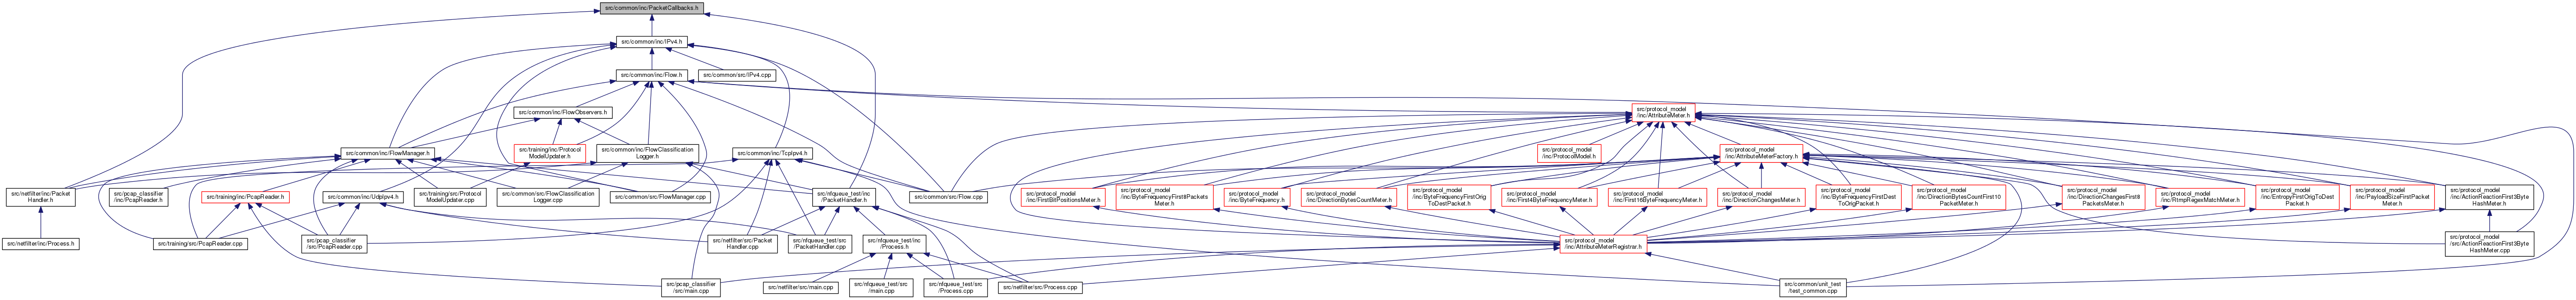 src/common/inc/PacketCallbacks.h
src/common/inc/IPv4.h
src/common/inc/Flow.h
src/common/src/IPv4.cpp
src/common/inc/FlowObservers.h
src/protocol_model
/inc/AttributeMeter.h
src/common/inc/FlowManager.h
src/training/inc/Protocol
ModelUpdater.h
src/common/inc/FlowClassification
Logger.h
src/common/inc/TcpIpv4.h
src/protocol_model
/inc/ProtocolModel.h
src/protocol_model
/inc/AttributeMeterFactory.h
src/netfilter/inc/Packet
Handler.h
src/pcap_classifier
/inc/PcapReader.h
src/training/inc/PcapReader.h
src/common/inc/UdpIpv4.h
src/training/src/Protocol
ModelUpdater.cpp
src/common/src/FlowClassification
Logger.cpp
src/common/src/FlowManager.cpp
src/nfqueue_test/inc
/PacketHandler.h
src/common/src/Flow.cpp
src/protocol_model
/inc/FirstBitPositionsMeter.h
src/protocol_model
/inc/ByteFrequencyFirst8Packets
Meter.h
src/protocol_model
/inc/ByteFrequency.h
src/protocol_model
/inc/DirectionBytesCountMeter.h
src/protocol_model
/inc/ByteFrequencyFirstOrig
ToDestPacket.h
src/protocol_model
/inc/First4ByteFrequencyMeter.h
src/protocol_model
/inc/First16ByteFrequencyMeter.h
src/protocol_model
/inc/DirectionChangesMeter.h
src/protocol_model
/inc/ByteFrequencyFirstDest
ToOrigPacket.h
src/protocol_model
/inc/DirectionBytesCountFirst10
PacketMeter.h
src/protocol_model
/inc/DirectionChangesFirst8
PacketsMeter.h
src/protocol_model
/inc/RtmpRegexMatchMeter.h
src/protocol_model
/inc/EntropyFirstOrigToDest
Packet.h
src/protocol_model
/inc/PayloadSizeFirstPacket
Meter.h
src/protocol_model
/inc/ActionReactionFirst3Byte
HashMeter.h
src/netfilter/inc/Process.h
src/training/src/PcapReader.cpp
src/pcap_classifier
/src/PcapReader.cpp
src/netfilter/src/Packet
Handler.cpp
src/nfqueue_test/src
/PacketHandler.cpp
src/nfqueue_test/inc
/Process.h
src/protocol_model
/inc/AttributeMeterRegistrar.h
src/protocol_model
/src/ActionReactionFirst3Byte
HashMeter.cpp
src/pcap_classifier
/src/main.cpp
src/netfilter/src/main.cpp
src/nfqueue_test/src
/main.cpp
src/nfqueue_test/src
/Process.cpp
src/netfilter/src/Process.cpp
src/common/unit_test
/test_common.cpp